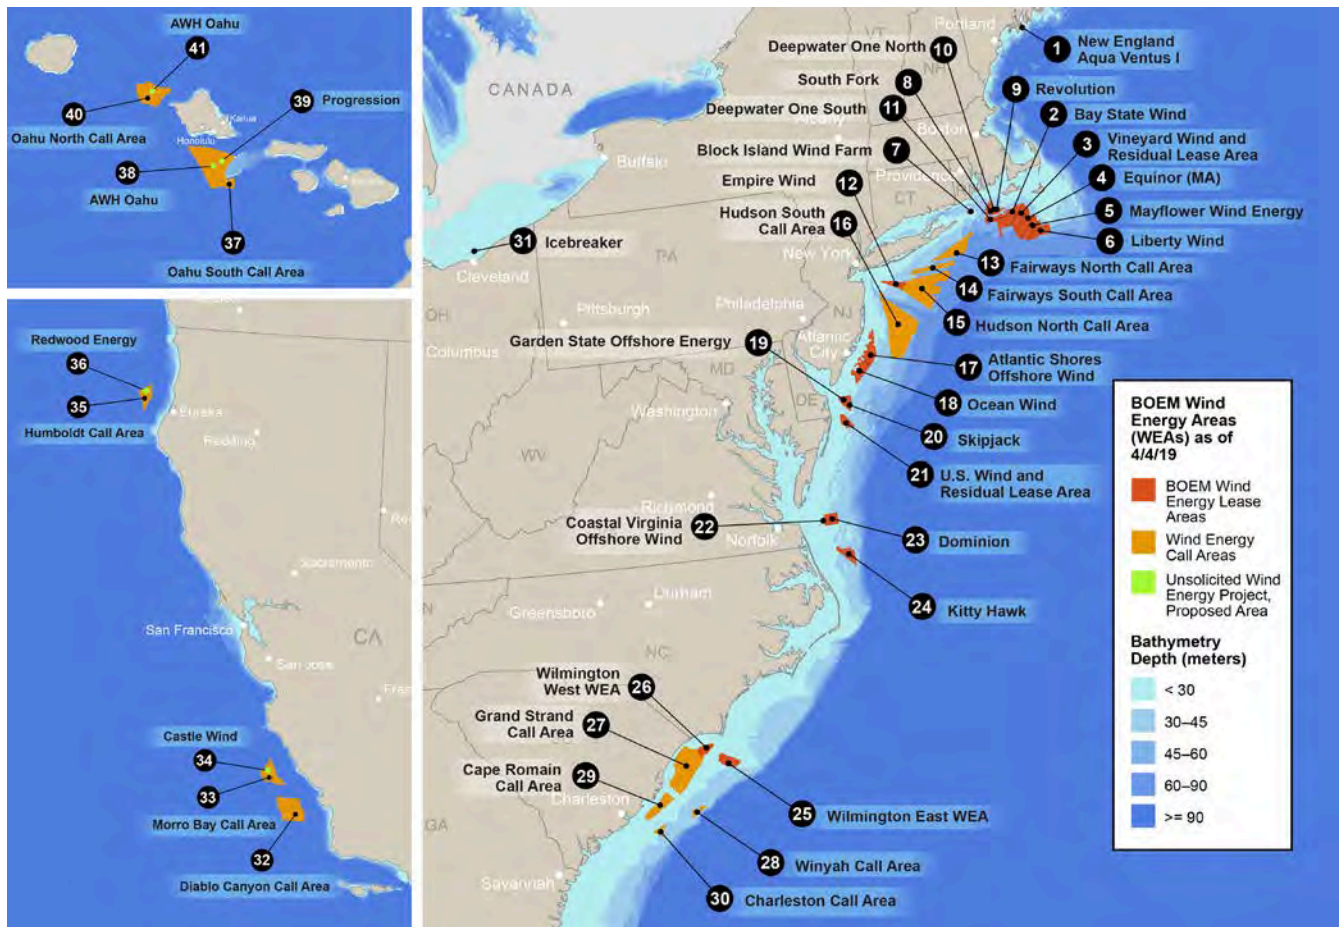 AWH Oahu
41
39
Progression
40
Oahu North Call Area
Kailua
Honolulu
38
AWH Oahu
37
Oahu South Call Area
Redwood Energy
36
35
Humboldt Call Area
Eureka
Redding
Sacramento
San Francisco
CA
San Jose
Castle Wind
34
33
Morro Bay Call Area
32
Diablo Canyon Call Area
CANADA
Portland
VT
NH
Deepwater One North
10
1
New England
Aqua Ventus I
South Fork
8
9
Revolution
Deepwater One South
11
2
Bay State Wind
Albany
Boston
3
Vineyard Wind and
Residual Lease Area
Block Island Wind Farm
7
Buffalo
Providence
4
Equinor (MA)
Empire Wind
12
CT
5
Mayflower Wind Energy
Hudson South
Call Area
16
6
Liberty Wind
31
Icebreaker
Cleveland
PA
New York
13
Fairways North Call Area
14
Fairways South Call Area
15
Hudson North Call Area
OH
Pittsburgh
Philadelphia
NJ
Columbus
Garden State Offshore Energy
19
Atlantic
City
17
Atlantic Shores
Offshore Wind
MD
Washington
DE
18
Ocean Wind
20
Skipjack
WV
21
U.S. Wind and
Residual Lease Area
Richmond
Coastal Virginia
Offshore Wind
22
Norfolk
23
Dominion
24
Kitty Hawk
Greensboro
Durham
NC
Wilmington
West WEA
26
Grand Strand
Call Area
27
Cape Romain
Call Area
29
Charleston
25
Wilmington East WEA
GA
28
Winyah Call Area
Savannah
30
Charleston Call Area
BOEM Wind
Energy Areas
(WEAs) as of
4/4/19
BOEM Wind
Energy Lease
Areas
Wind Energy
Call Areas
Unsolicited Wind
Energy Project,
Proposed Area
Bathymetry
Depth (meters)
< 30
30–45
45–60
60–90
>= 90